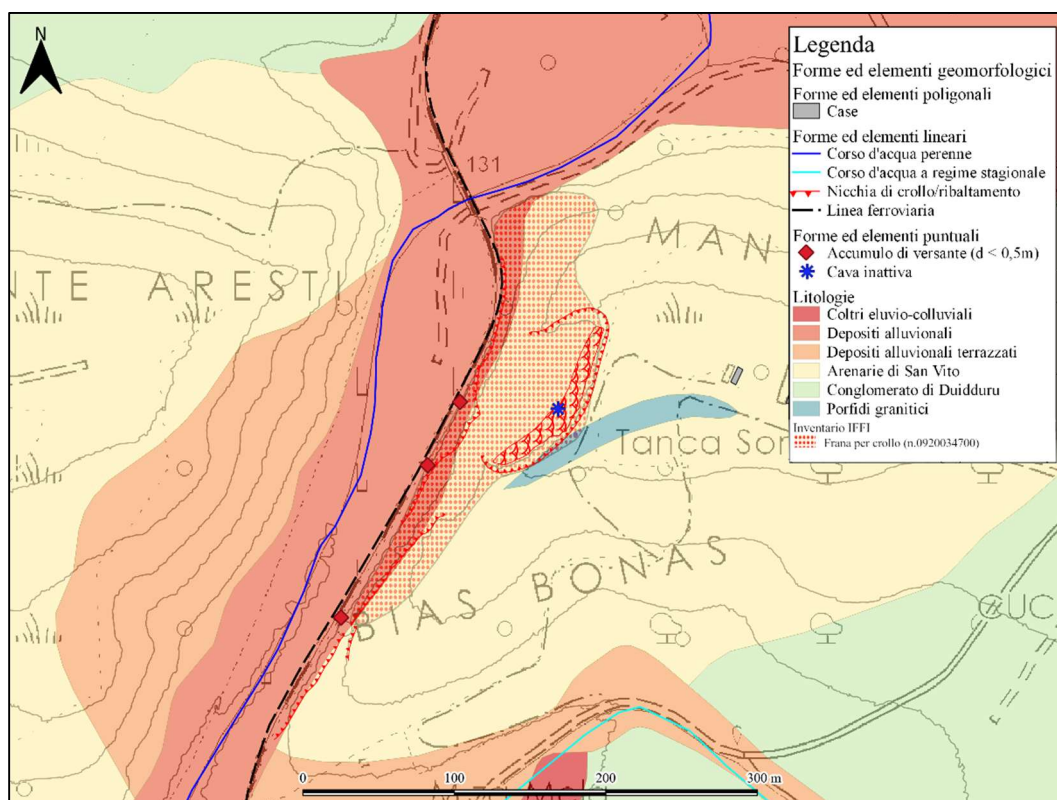 N
131
NTE ARESTI
MAN
Tanca Sor
BIAS BONAS
CUC
0 100 200 300 m
Legenda
Forme ed elementi geomorfologici
Forme ed elementi poligonali
Case
Forme ed elementi lineari
Corso d'acqua perenne
Corso d'acqua a regime stagionale
Nicchia di crollo/ribaltamento
Linea ferroviaria
Forme ed elementi puntuali
Accumulo di versante (d < 0,5m)
Cava inattiva
Litologie
Coltri eluvio-colluviali
Depositi alluvionali
Depositi alluvionali terrazzati
Arenarie di San Vito
Conglomerato di Duidduru
Porfidi granitici
Inventario IFFI
Frana per crollo (n.0920034700)